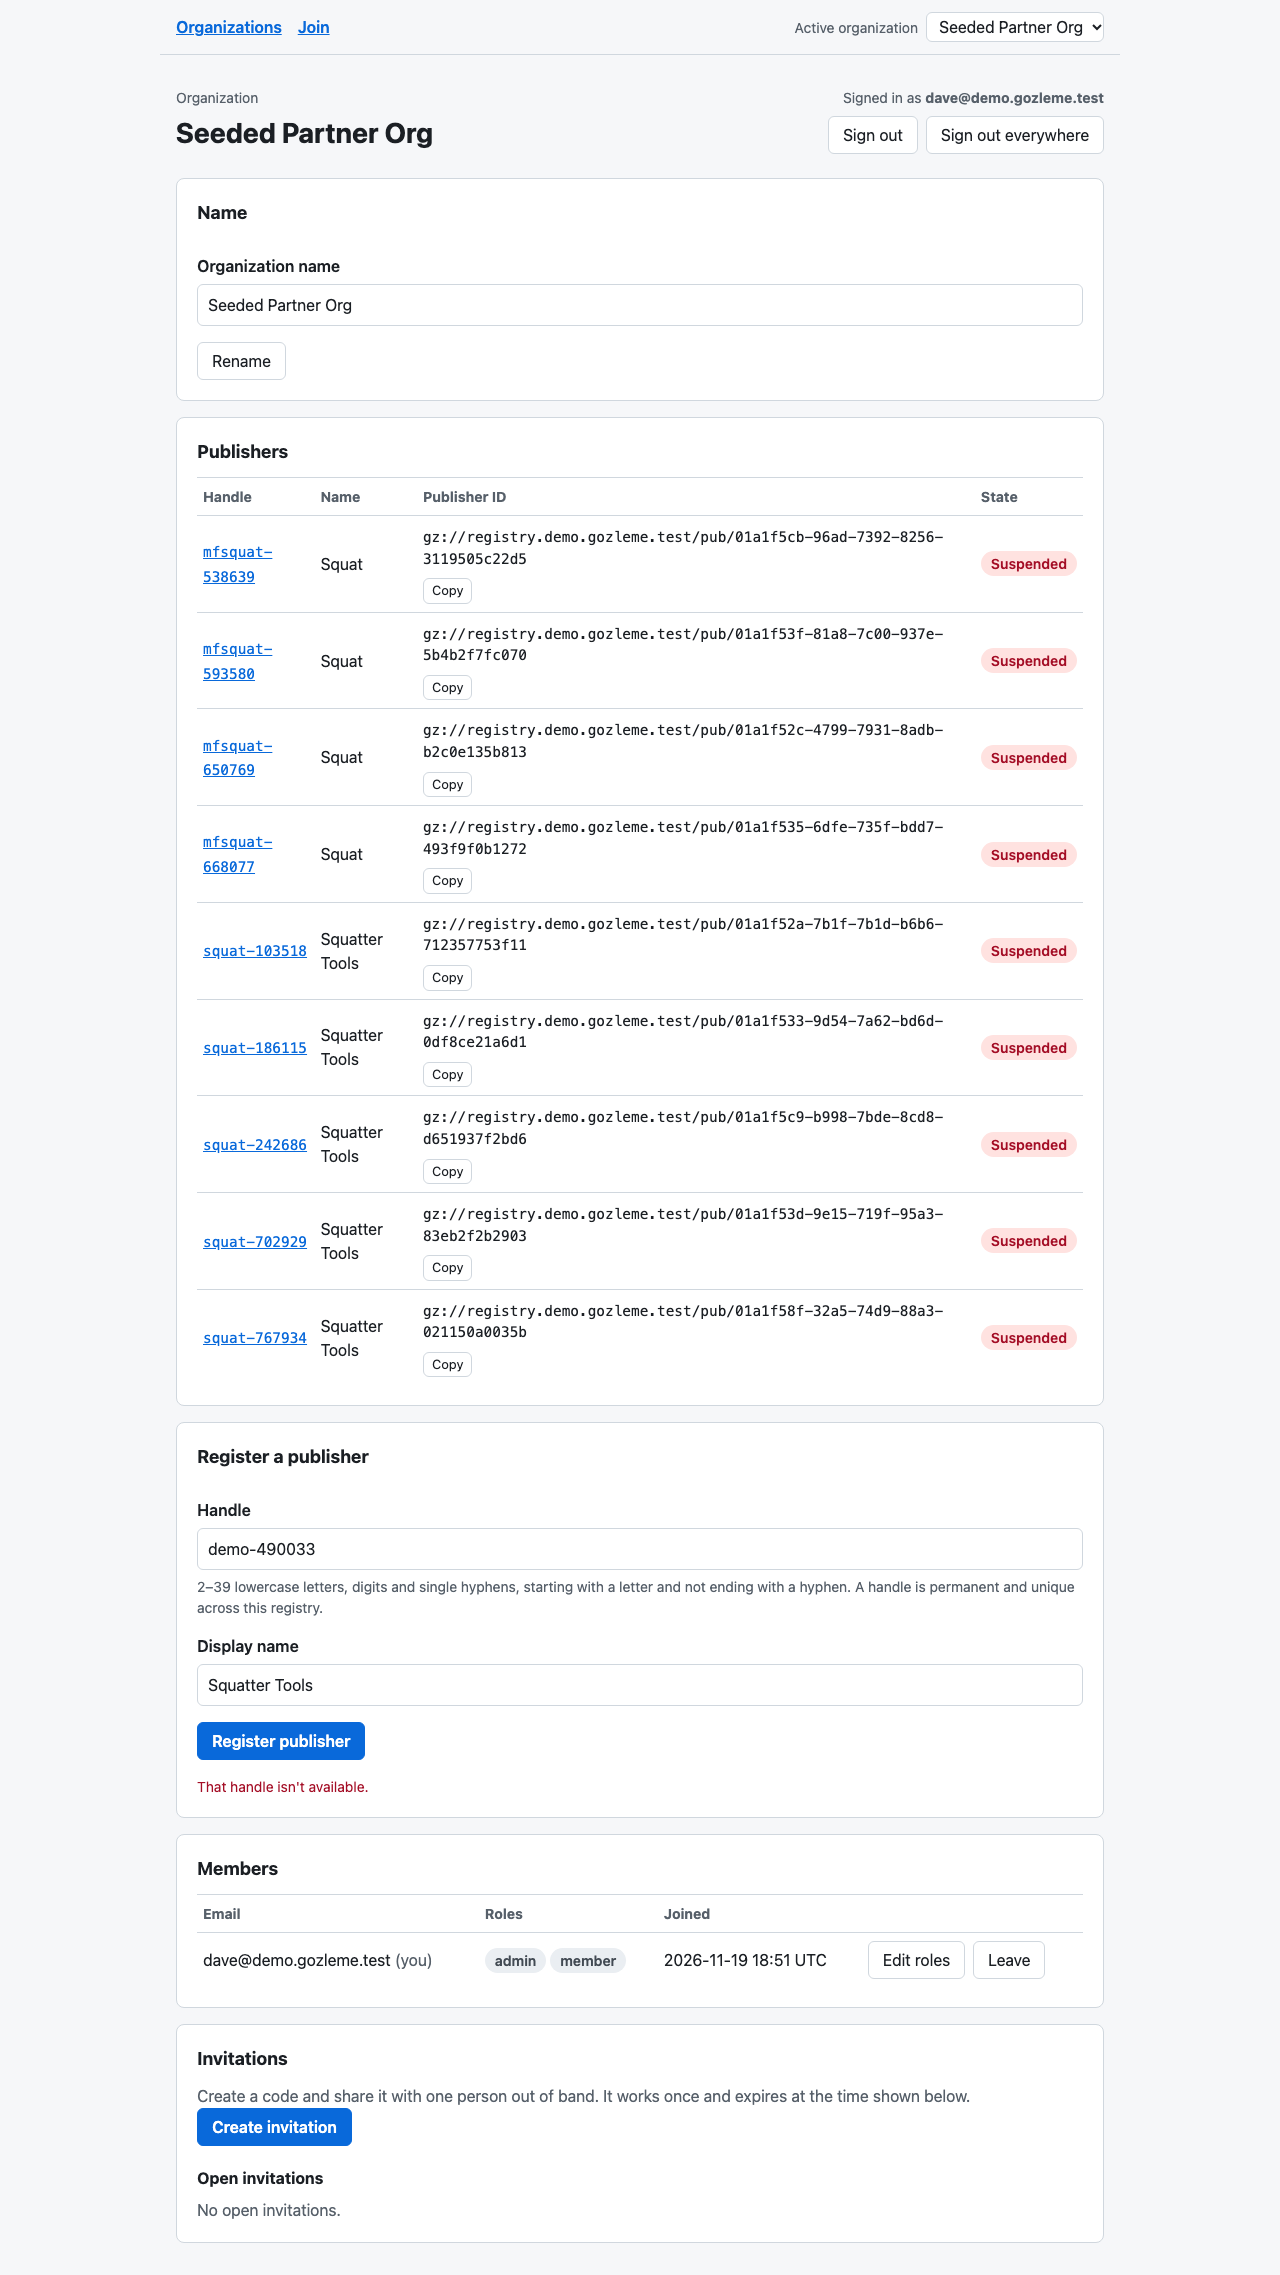 Organizations Join Active organization Seeded Partner Org
Organization Signed in as dave@demo.gozleme.test
Seeded Partner Org Sign out Sign out everywhere
Name
Organization name
Seeded Partner Org
Rename
Publishers
Handle Name Publisher ID State
mfsquat-538639 Squat gz://registry.demo.gozleme.test/pub/01a1f5cb-96ad-7392-8256-3119505c22d5 Suspended
Copy
mfsquat-593580 Squat gz://registry.demo.gozleme.test/pub/01a1f53f-81a8-7c00-937e-5b4b2f7fc070 Suspended
Copy
mfsquat-650769 Squat gz://registry.demo.gozleme.test/pub/01a1f52c-4799-7931-8adb-b2c0e135b813 Suspended
Copy
mfsquat-668077 Squat gz://registry.demo.gozleme.test/pub/01a1f535-6dfe-735f-bdd7-493f9f0b1272 Suspended
Copy
squat-103518 Squatter Tools gz://registry.demo.gozleme.test/pub/01a1f52a-7b1f-7b1d-b6b6-712357753f11 Suspended
Copy
squat-186115 Squatter Tools gz://registry.demo.gozleme.test/pub/01a1f533-9d54-7a62-bd6d-0df8ce21a6d1 Suspended
Copy
squat-242686 Squatter Tools gz://registry.demo.gozleme.test/pub/01a1f5c9-b998-7bde-8cd8-d651937f2bd6 Suspended
Copy
squat-702929 Squatter Tools gz://registry.demo.gozleme.test/pub/01a1f53d-9e15-719f-95a3-83eb2f2b2903 Suspended
Copy
squat-767934 Squatter Tools gz://registry.demo.gozleme.test/pub/01a1f58f-32a5-74d9-88a3-021150a0035b Suspended
Copy
Register a publisher
Handle
demo-490033
2–39 lowercase letters, digits and single hyphens, starting with a letter and not ending with a hyphen. A handle is permanent and unique
across this registry.
Display name
Squatter Tools
Register publisher
That handle isn't available.
Members
Email Roles Joined
dave@demo.gozleme.test (you) admin member 2026-11-19 18:51 UTC Edit roles Leave
Invitations
Create a code and share it with one person out of band. It works once and expires at the time shown below.
Create invitation
Open invitations
No open invitations.